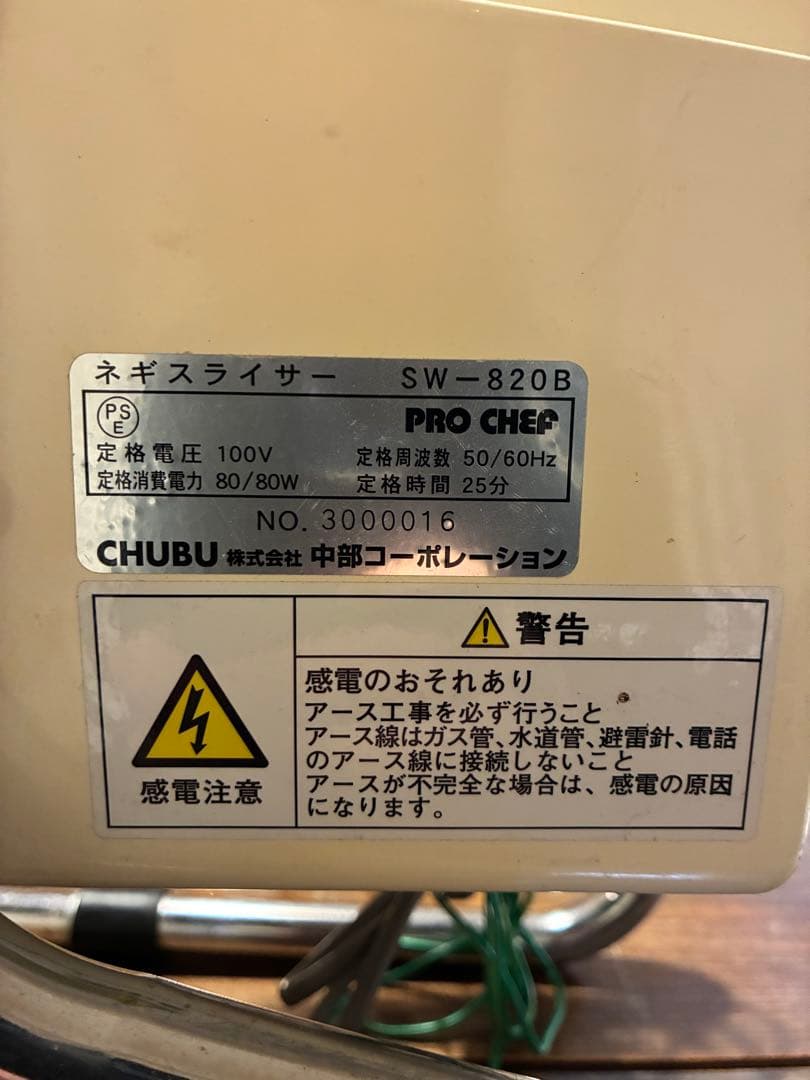 ネギスライサー SW-820B
PSE PRO CHEF
定格電圧 100V 定格周波数 50/60Hz
定格消費電力 80/80W 定格時間 25分
NO. 3000016
CHUBU 株式会社 中部コーポレーション
警告
感電注意
感電のおそれあり
アース工事を必ず行うこと
アース線はガス管、水道管、避雷針、電話
のアース線に接続しないこと
アースが不完全な場合は、感電の原因
になります。